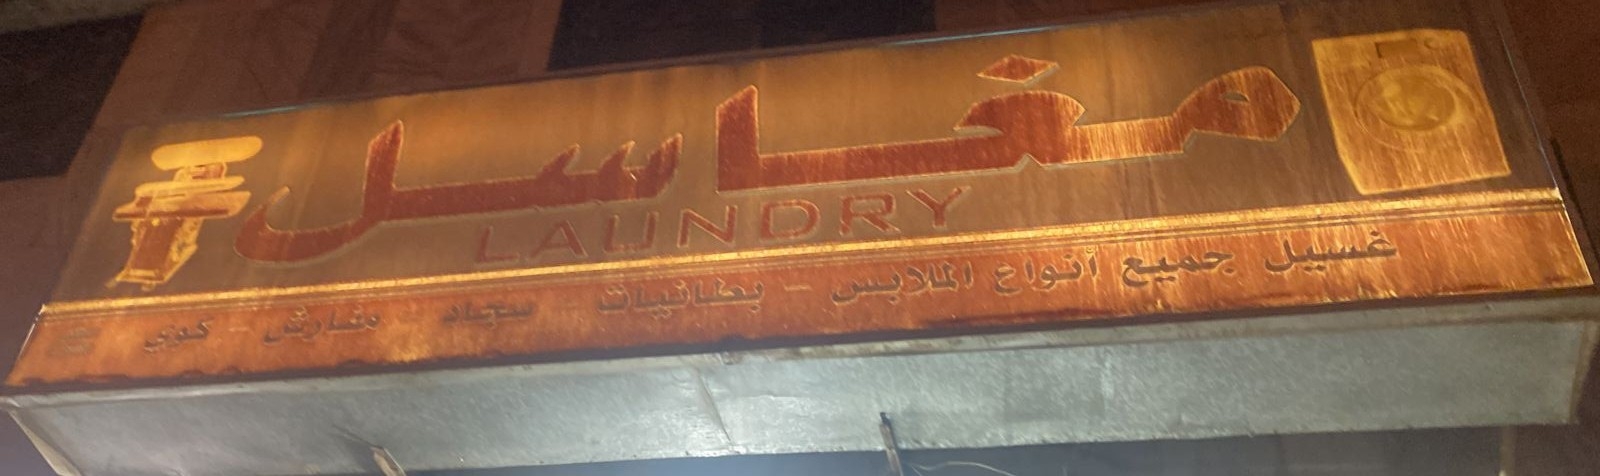 مغاسل
LAUNDRY
غسيل جميع أنواع الملابس - بطانيات - سجاد - مفارش - كوي